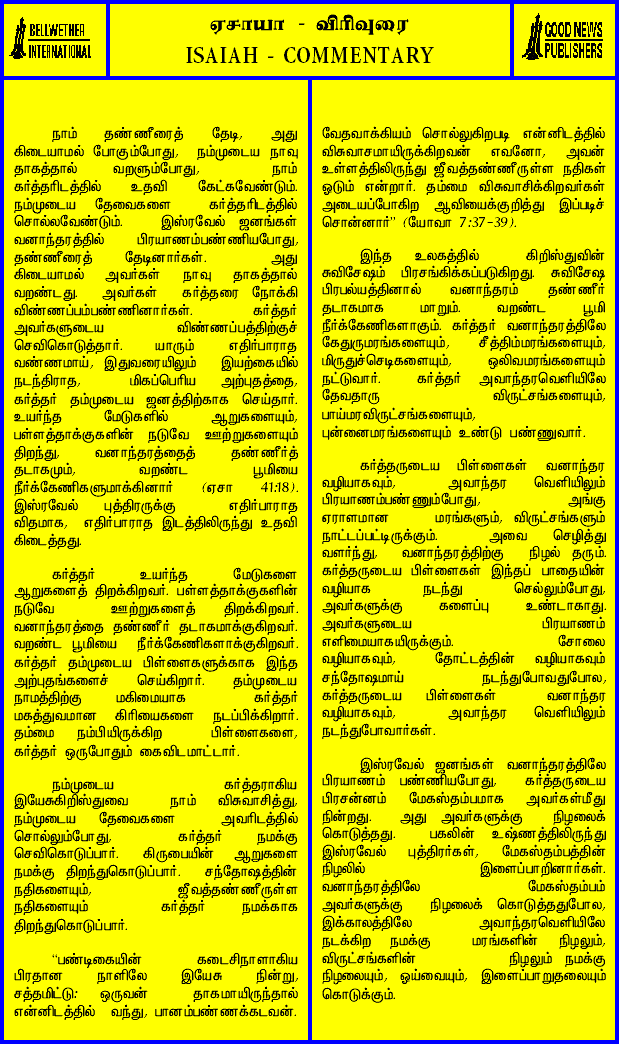 BELLWETHER
INTERNATIONAL
ஏசாயா - விரிவுரை
ISAIAH - COMMENTARY
GOOD NEWS
PUBLISHERS
நாம் தண்ணீரைத் தேடி, அது
கிடையாமல் போகும்போது, நம்முடைய நாவு
தாகத்தால் வறளும்போது, நாம்
கர்த்தரிடத்தில் உதவி கேட்கவேண்டும்.
நம்முடைய தேவைகளை கர்த்தரிடத்தில்
சொல்லவேண்டும். இஸ்ரவேல் ஜனங்கள்
வனாந்தரத்தில் பிரயாணம்பண்ணியபோது,
தண்ணீரைத் தேடினார்கள். அது
கிடையாமல் அவர்கள் நாவு தாகத்தால்
வறண்டது. அவர்கள் கர்த்தரை நோக்கி
விண்ணப்பம்பண்ணினார்கள். கர்த்தர்
அவர்களுடைய விண்ணப்பத்திற்குச்
செவிகொடுத்தார். யாரும் எதிர்பாராத
வண்ணமாய், இதுவரையிலும் இயற்கையில்
நடந்திராத, மிகப்பெரிய அற்புதத்தை,
கர்த்தர் தம்முடைய ஜனத்திற்காக செய்தார்.
உயர்ந்த மேடுகளில் ஆறுகளையும்,
பள்ளத்தாக்குகளின் நடுவே ஊற்றுகளையும்
திறந்து, வனாந்தரத்தைத் தண்ணீர்த்
தடாகமும், வறண்ட பூமியை
நீர்க்கேணிகளுமாக்கினார் (ஏசா 41:18).
இஸ்ரவேல் புத்திரருக்கு எதிர்பாராத
விதமாக, எதிர்பாராத இடத்திலிருந்து உதவி
கிடைத்தது.
கர்த்தர் உயர்ந்த மேடுகளை
ஆறுகளைத் திறக்கிறவர். பள்ளத்தாக்குகளின்
நடுவே ஊற்றுகளைத் திறக்கிறவர்.
வனாந்தரத்தை தண்ணீர் தடாகமாக்குகிறவர்.
வறண்ட பூமியை நீர்க்கேணிகளாக்குகிறவர்.
கர்த்தர் தம்முடைய பிள்ளைகளுக்காக இந்த
அற்புதங்களைச் செய்கிறார். தம்முடைய
நாமத்திற்கு மகிமையாக கர்த்தர்
மகத்துவமான கிரியைகளை நடப்பிக்கிறார்.
தம்மை நம்பியிருக்கிற பிள்ளைகளை,
கர்த்தர் ஒருபோதும் கைவிடமாட்டார்.
நம்முடைய கர்த்தராகிய
இயேசுகிறிஸ்துவை நாம் விசுவாசித்து,
நம்முடைய தேவைகளை அவரிடத்தில்
சொல்லும்போது, கர்த்தர் நமக்கு
செவிகொடுப்பார். கிருபையின் ஆறுகளை
நமக்கு திறந்துகொடுப்பார். சந்தோஷத்தின்
நதிகளையும், ஜீவத்தண்ணீருள்ள
நதிகளையும் கர்த்தர் நமக்காக
திறந்துகொடுப்பார்.
“பண்டிகையின் கடைசிநாளாகிய
பிரதான நாளிலே இயேசு நின்று,
சத்தமிட்டு: ஒருவன் தாகமாயிருந்தால்
என்னிடத்தில் வந்து, பானம்பண்ணக்கடவன்.
வேதவாக்கியம் சொல்லுகிறபடி என்னிடத்தில்
விசுவாசமாயிருக்கிறவன் எவனோ, அவன்
உள்ளத்திலிருந்து ஜீவத்தண்ணீருள்ள நதிகள்
ஓடும் என்றார். தம்மை விசுவாசிக்கிறவர்கள்
அடையப்போகிற ஆவியைக்குறித்து இப்படிச்
சொன்னார்” (யோவா 7:37-39).
இந்த உலகத்தில் கிறிஸ்துவின்
சுவிசேஷம் பிரசங்கிக்கப்படுகிறது. சுவிசேஷ
பிரபல்யத்தினால் வனாந்தரம் தண்ணீர்
தடாகமாக மாறும். வறண்ட பூமி
நீர்க்கேணிகளாகும். கர்த்தர் வனாந்தரத்திலே
கேதுருமரங்களையும், சீத்திம்மரங்களையும்,
மிருதுச்செடிகளையும், ஒலிவமரங்களையும்
நட்டுவார். கர்த்தர் அவாந்தரவெளியிலே
தேவதாரு விருட்சங்களையும்,
பாய்மரவிருட்சங்களையும்,
புன்னைமரங்களையும் உண்டு பண்ணுவார்.
கர்த்தருடைய பிள்ளைகள் வனாந்தர
வழியாகவும், அவாந்தர வெளியிலும்
பிரயாணம்பண்ணும்போது, அங்கு
ஏராளமான மரங்களும், விருட்சங்களும்
நாட்டப்பட்டிருக்கும். அவை செழித்து
வளர்ந்து, வனாந்தரத்திற்கு நிழல் தரும்.
கர்த்தருடைய பிள்ளைகள் இந்தப் பாதையின்
வழியாக நடந்து செல்லும்போது,
அவர்களுக்கு களைப்பு உண்டாகாது.
அவர்களுடைய பிரயாணம்
எளிமையாகயிருக்கும். சோலை
வழியாகவும், தோட்டத்தின் வழியாகவும்
சந்தோஷமாய் நடந்துபோவதுபோல,
கர்த்தருடைய பிள்ளைகள் வனாந்தர
வழியாகவும், அவாந்தர வெளியிலும்
நடந்துபோவார்கள்.
இஸ்ரவேல் ஜனங்கள் வனாந்தரத்திலே
பிரயாணம் பண்ணியபோது, கர்த்தருடைய
பிரசன்னம் மேகஸ்தம்பமாக அவர்கள்மீது
நின்றது. அது அவர்களுக்கு நிழலைக்
கொடுத்தது. பகலின் உஷ்ணத்திலிருந்து
இஸ்ரவேல் புத்திரர்கள், மேகஸ்தம்பத்தின்
நிழலில் இளைப்பாறினார்கள்.
வனாந்தரத்திலே மேகஸ்தம்பம்
அவர்களுக்கு நிழலைக் கொடுத்ததுபோல,
இக்காலத்திலே அவாந்தரவெளியிலே
நடக்கிற நமக்கு மரங்களின் நிழலும்,
விருட்சங்களின் நிழலும் நமக்கு
நிழலையும், ஓய்வையும், இளைப்பாறுதலையும்
கொடுக்கும்.